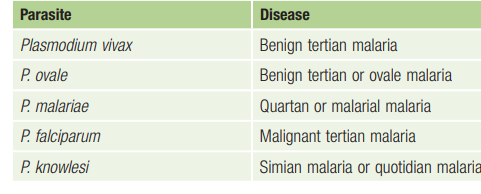 Parasite Disease
Plasmodium vivax Benign tertian malaria
P. ovale Benign tertian or ovale malaria
P. malariae Quartan or malarial malaria
P. falciparum Malignant tertian malaria
P. knowlesi Simian malaria or quotidian malaria